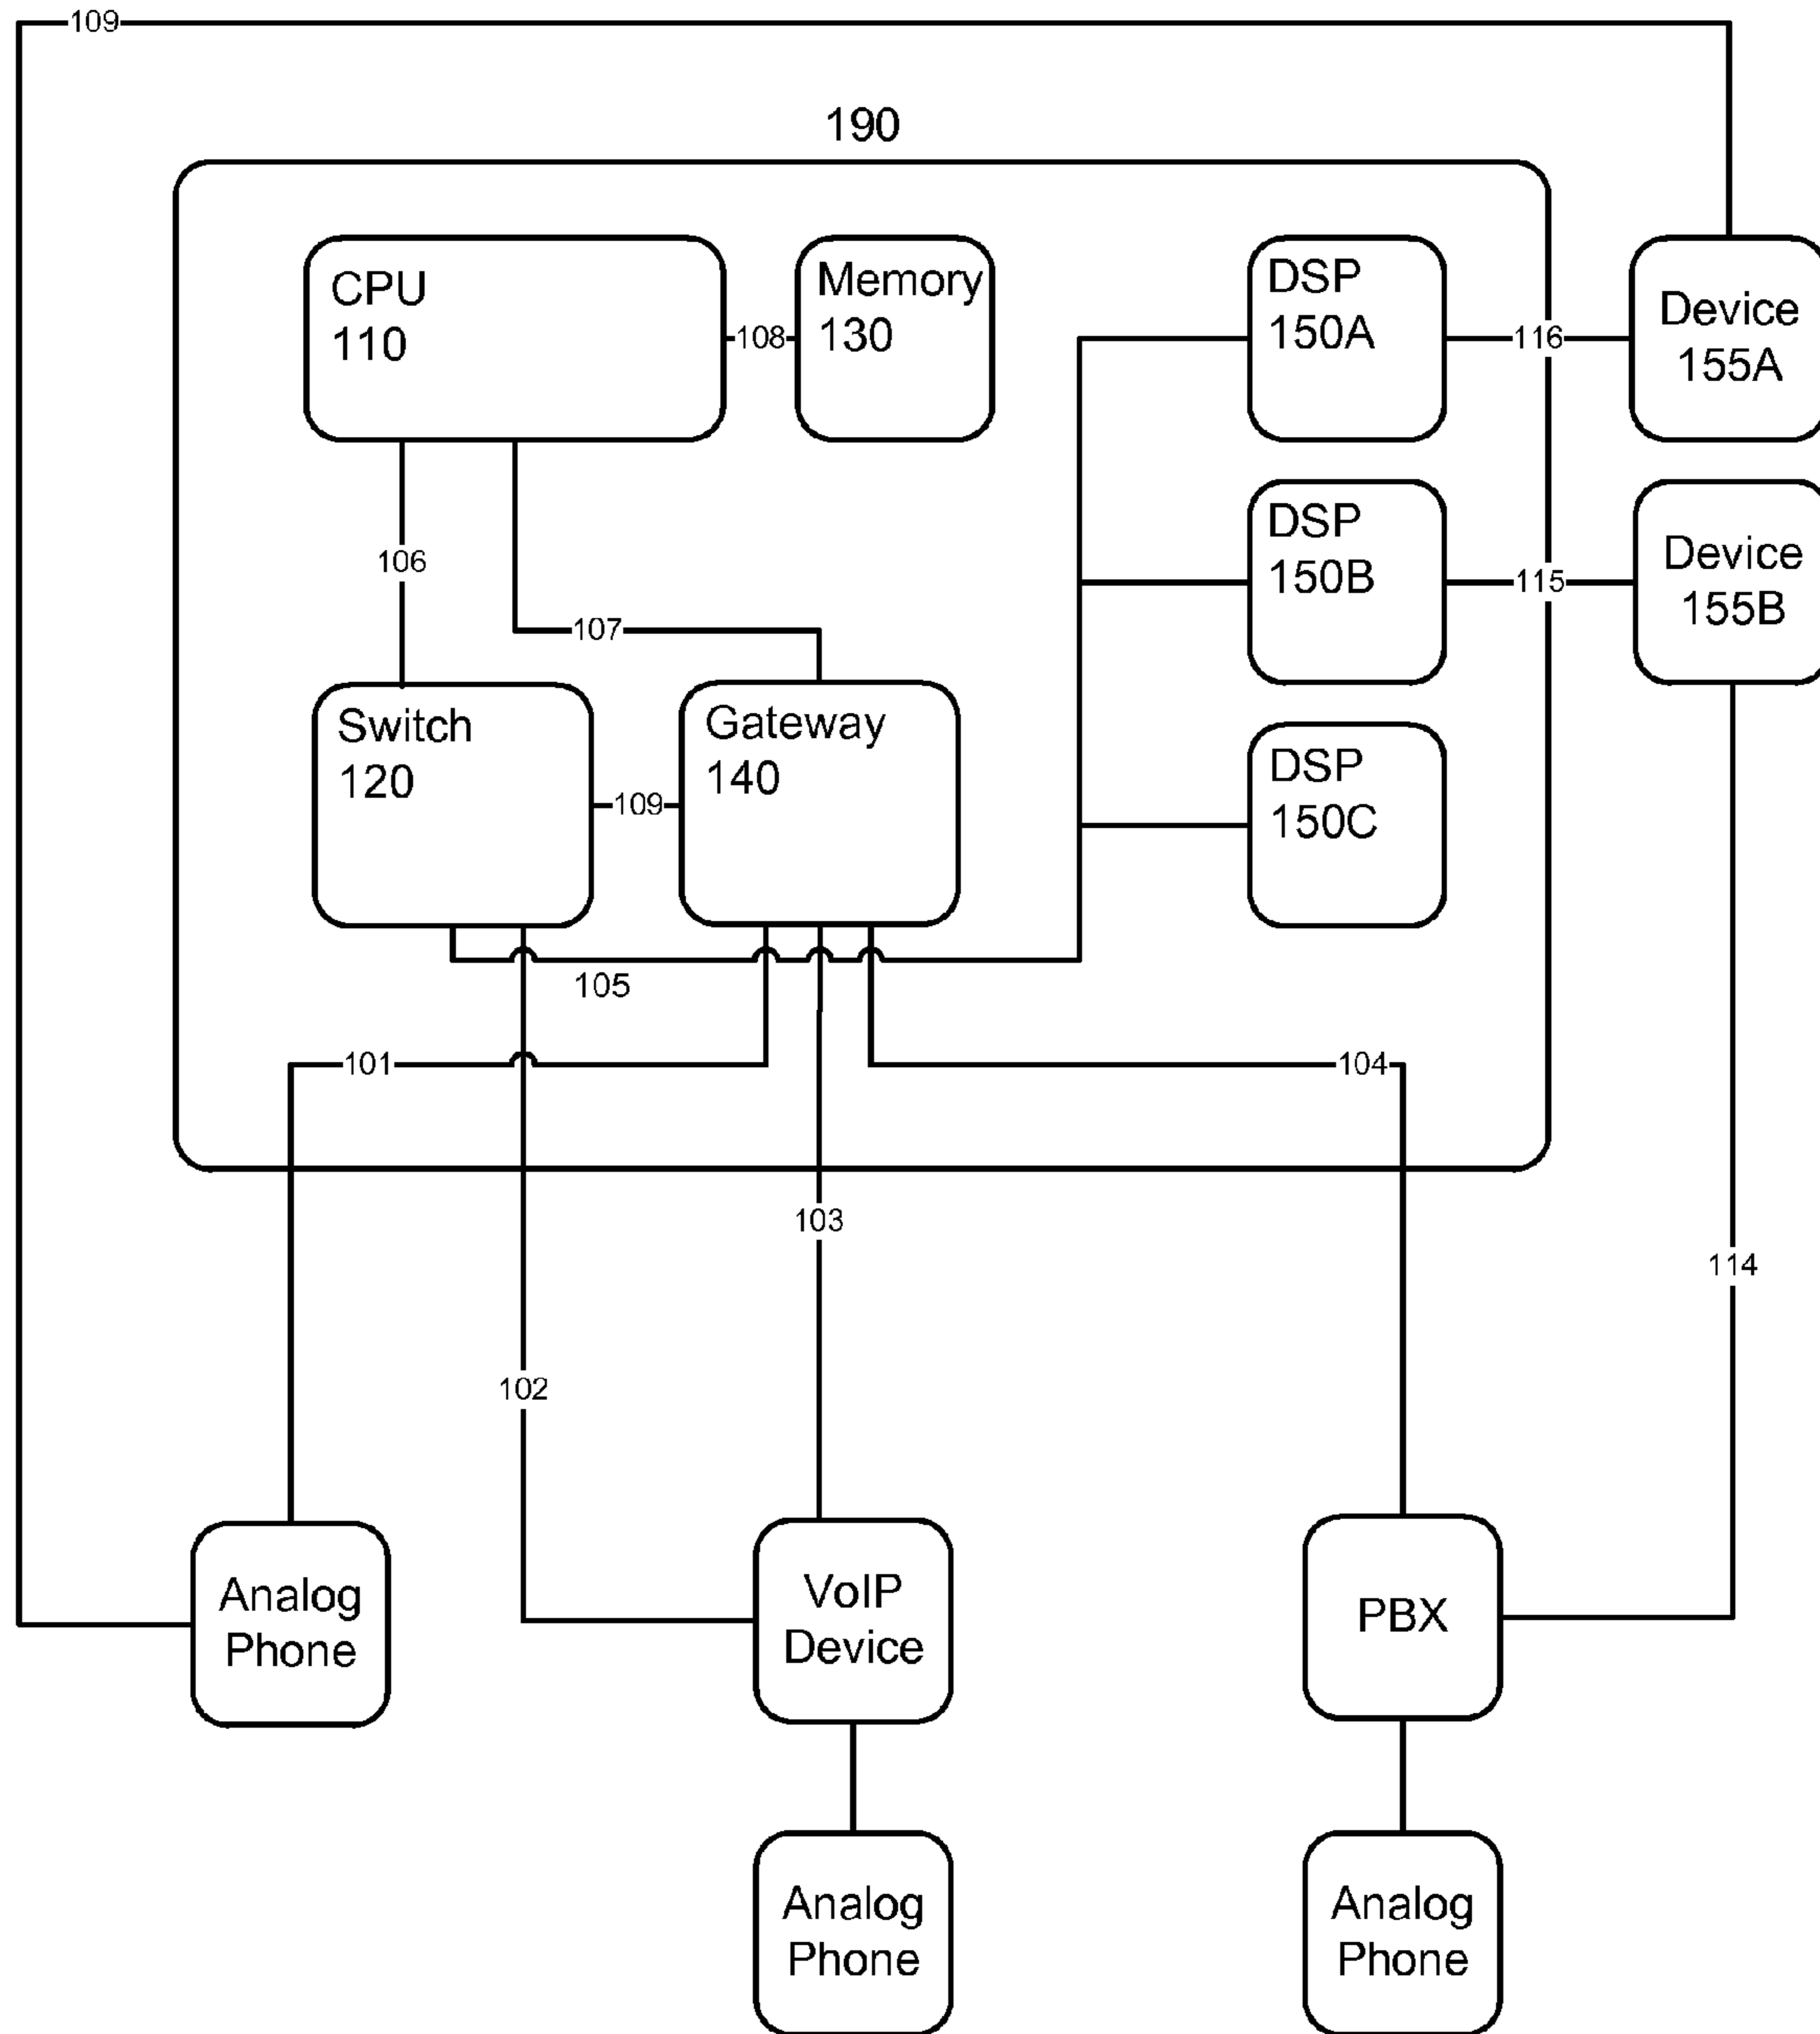 109
190
CPU
110
108
Memory
130
DSP
150A
116
Device
155A
106
107
DSP
150B
115
Device
155B
Switch
120
109
Gateway
140
DSP
150C
105
101
104
103
114
102
Analog
Phone
VoIP
Device
PBX
Analog
Phone
Analog
Phone